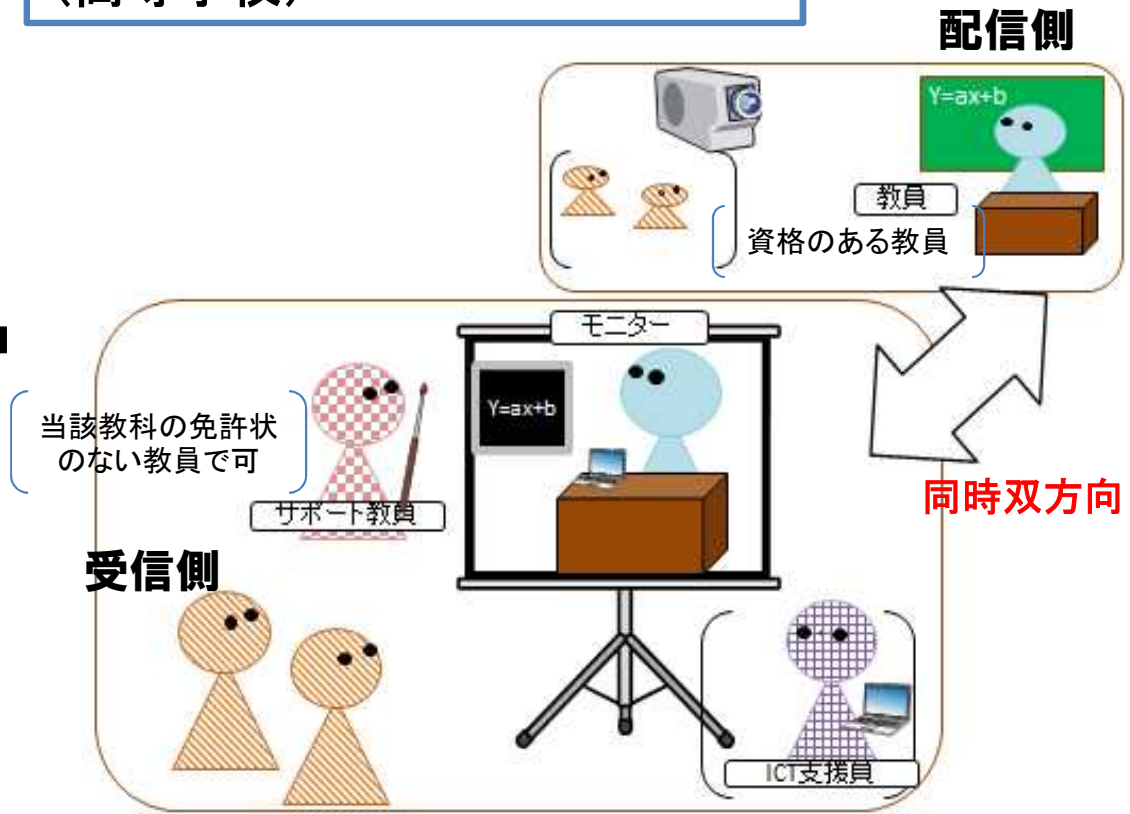 配信側
Y=ax+b
教員
資格のある教員
モニター
Y=ax+b
当該教科の免許状
のない教員で可
サポート教員
同時双方向
受信側
ICT支援員